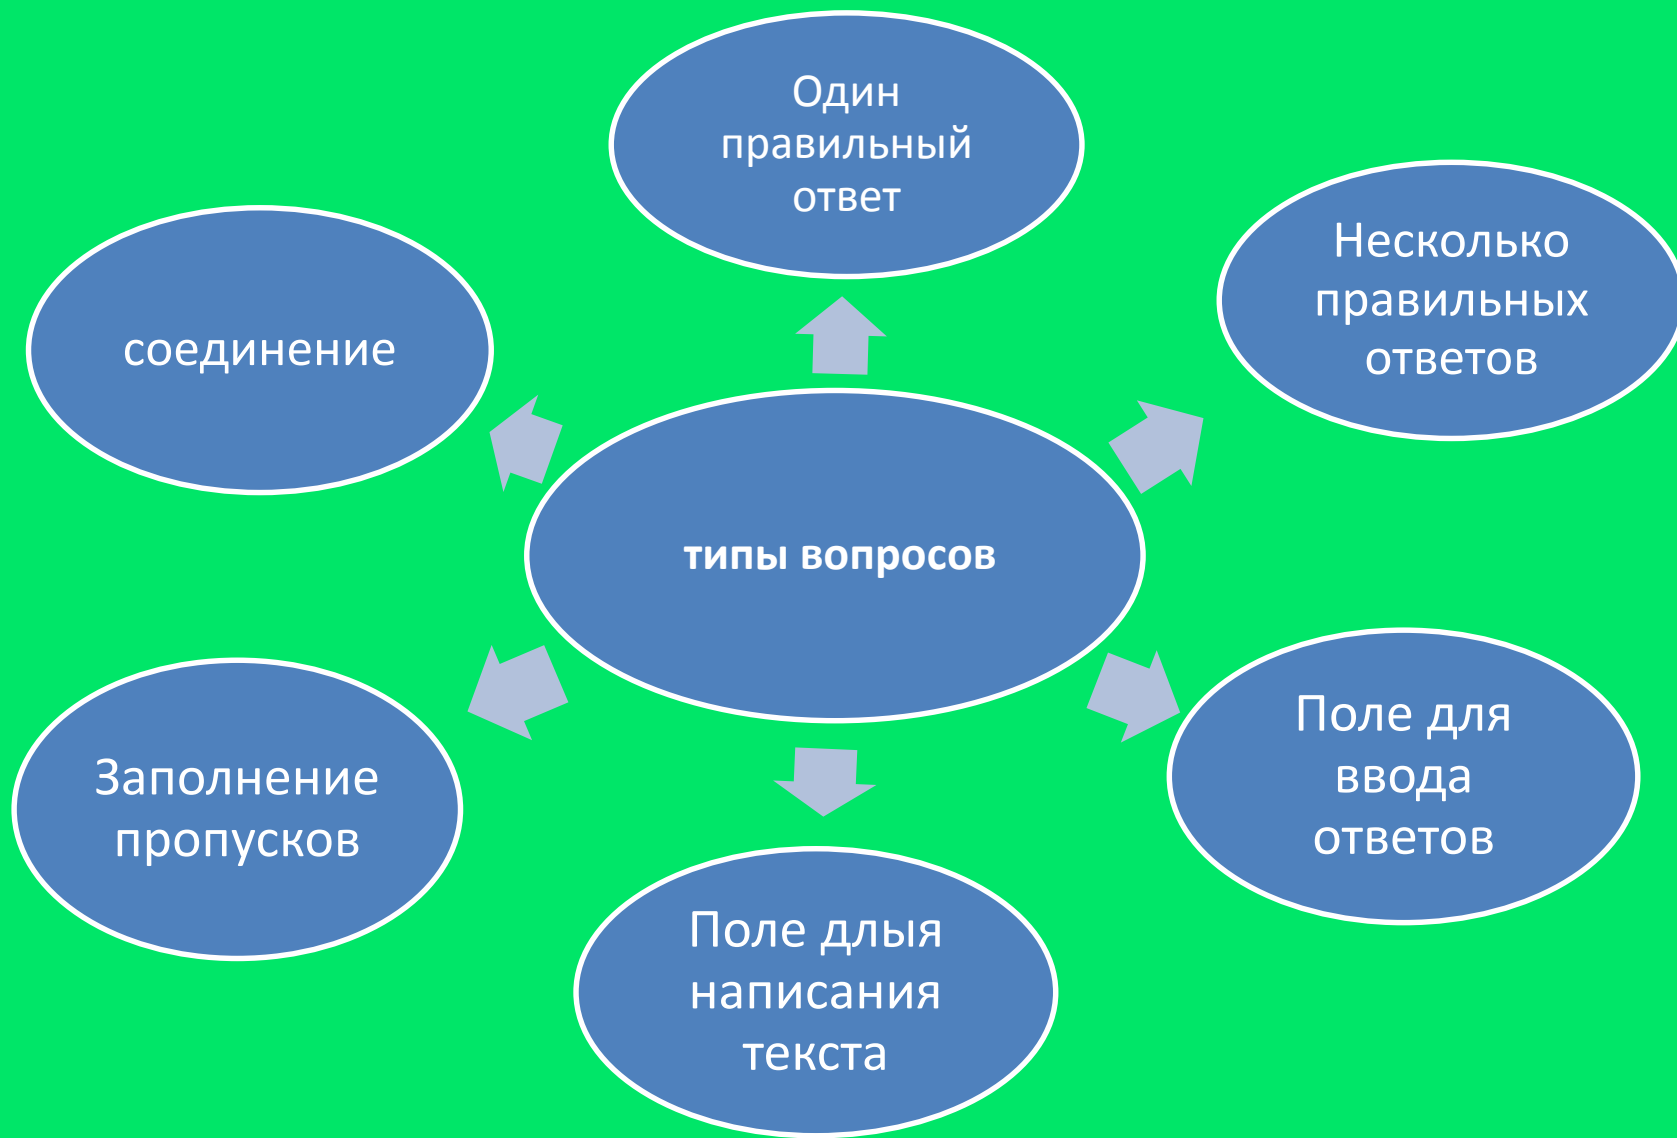 Один
правильный
ответ
Несколько
правильных
ответов
соединение
типы вопросов
Поле для
ввода
ответов
Заполнение
пропусков
Поле длыя
написания
текста